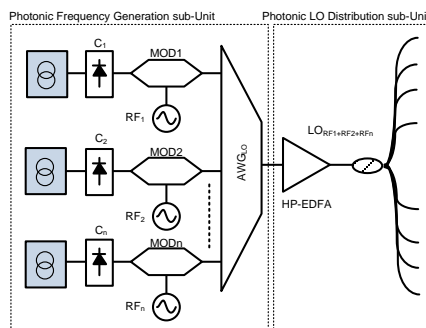 Photonic Frequency Generation sub-Unit
Photonic LO Distribution sub-Uni
C1
MOD1
RF1
C2
MOD2
RF2
Cn
MODn
RFn
AWGLO
HP-EDFA
LORF1+RF2+RFn